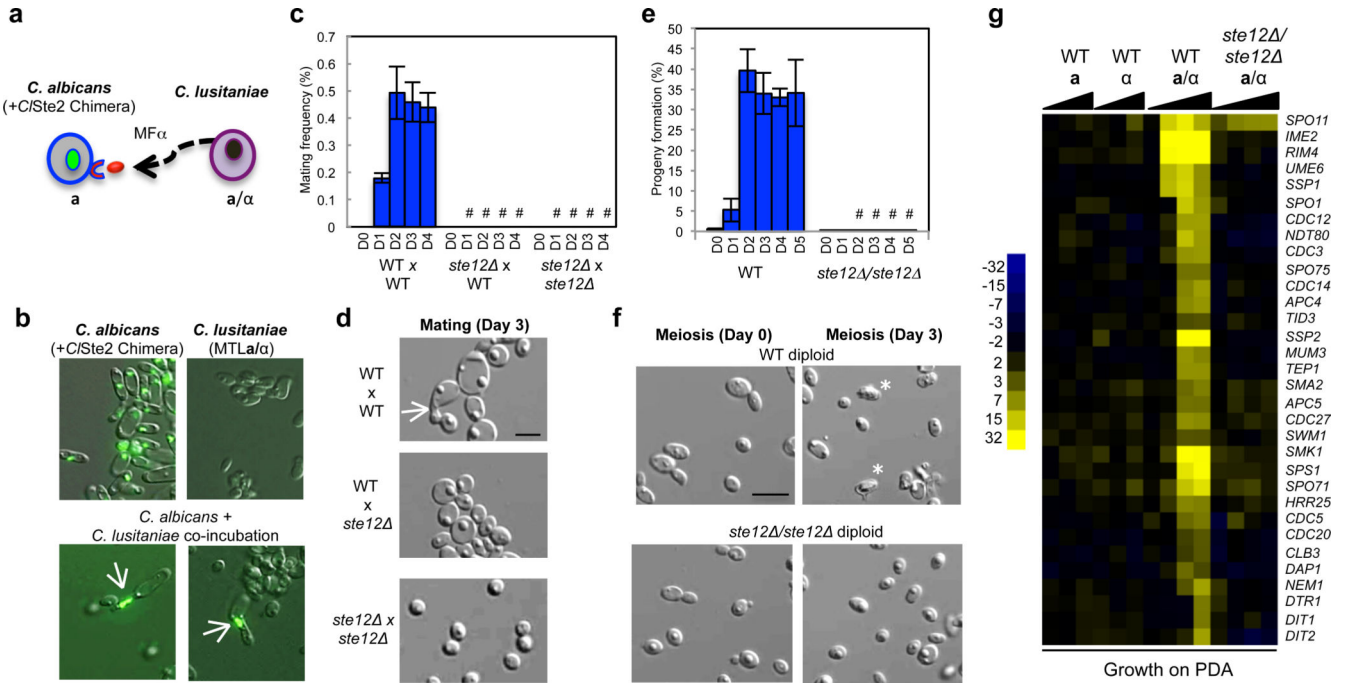 a
C. albicans
(+ClSte2 Chimera)
C. lusitaniae
MFα
a
a/α
b
C. albicans
(+ClSte2 Chimera)
C. lusitaniae
(MTLa/α)
C. albicans +
C. lusitaniae co-incubation
c
Mating frequency (%)
0.7
0.6
0.5
0.4
0.3
0.2
0.1
0
# # # # # # # #
D0 D1 D2 D3 D4 D0 D1 D2 D3 D4 D0 D1 D2 D3 D4
WT x
WT
ste12Δ x
WT
ste12Δ x
ste12Δ
d
Mating (Day 3)
WT
x
WT
WT
x
ste12Δ
ste12Δ x
ste12Δ
e
Progeny formation (%)
50
45
40
35
30
25
20
15
10
5
0
# # # #
D0 D1 D2 D3 D4 D5 D0 D1 D2 D3 D4 D5
WT
ste12Δ/ste12Δ
f
Meiosis (Day 0)
Meiosis (Day 3)
WT diploid
*
*
ste12Δ/ste12Δ diploid
g
WT
a
WT
α
WT
a/α
ste12Δ/
ste12Δ
a/α
-32
-15
-7
-3
-2
2
3
7
15
32
SPO11
IME2
RIM4
UME6
SSP1
SPO1
CDC12
NDT80
CDC3
SPO75
CDC14
APC4
TID3
SSP2
MUM3
TEP1
SMA2
APC5
CDC27
SWM1
SMK1
SPS1
SPO71
HRR25
CDC5
CDC20
CLB3
DAP1
NEM1
DTR1
DIT1
DIT2
Growth on PDA